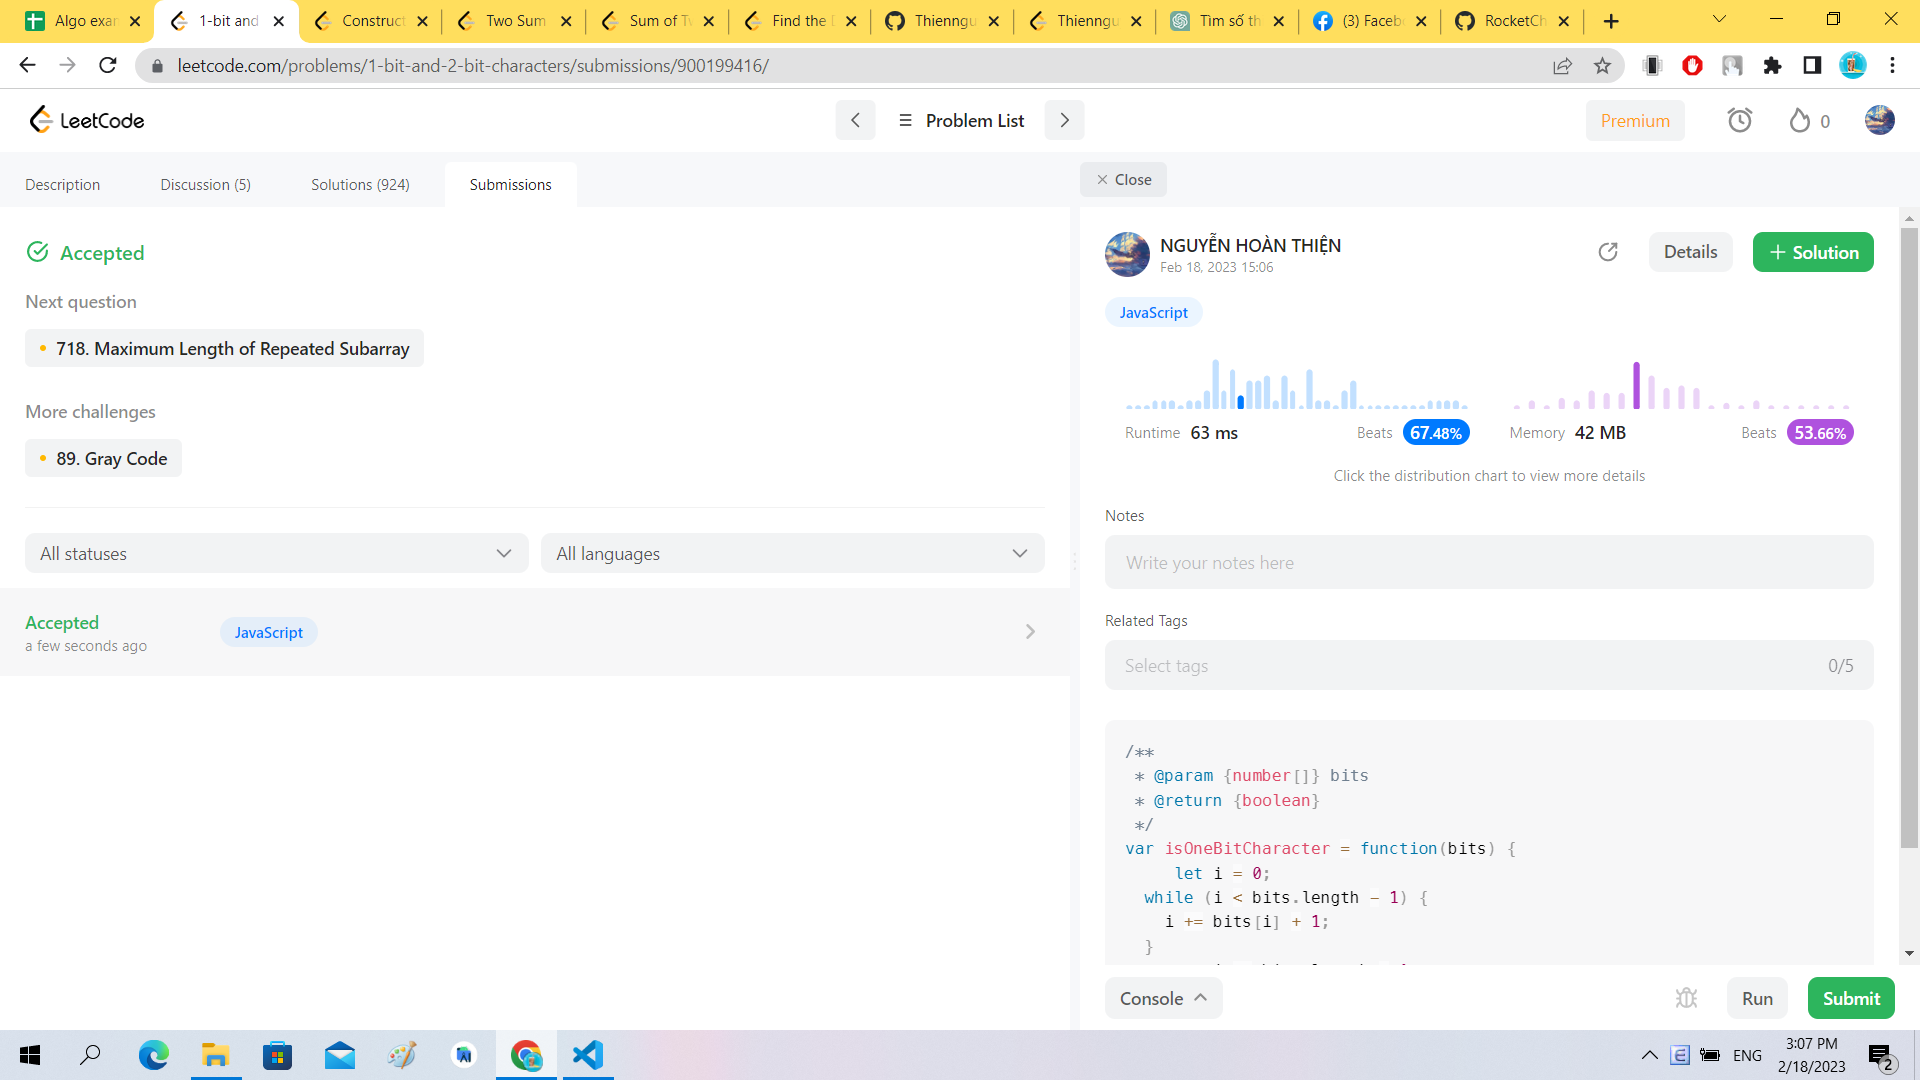 Algo exar
1-bit and
Construct
Two Sum
Sum of Tw
Find the D
Thienngu
Thienngu
Tìm số th
(3) Facebo
RocketCh
leetcode.com/problems/1-bit-and-2-bit-characters/submissions/900199416/
LeetCode
Problem List
Premium
0
Description
Discussion (5)
Solutions (924)
Submissions
Close
Accepted
Next question
718. Maximum Length of Repeated Subarray
More challenges
89. Gray Code
All statuses
All languages
Accepted
JavaScript
a few seconds ago
NGUYỄN HOÀN THIỆN
Feb 18, 2023 15:06
Details
Solution
JavaScript
Runtime 63 ms
Beats 67.48%
Memory 42 MB
Beats 53.66%
Click the distribution chart to view more details
Notes
Write your notes here
Related Tags
Select tags
0/5
/**
* @param {number[]} bits
* @return {boolean}
*/
var isOneBitCharacter = function(bits) {
let i = 0;
while (i < bits.length - 1) {
i += bits[i] + 1;
}
Console
Run
Submit
ENG
3:07 PM
2/18/2023
2